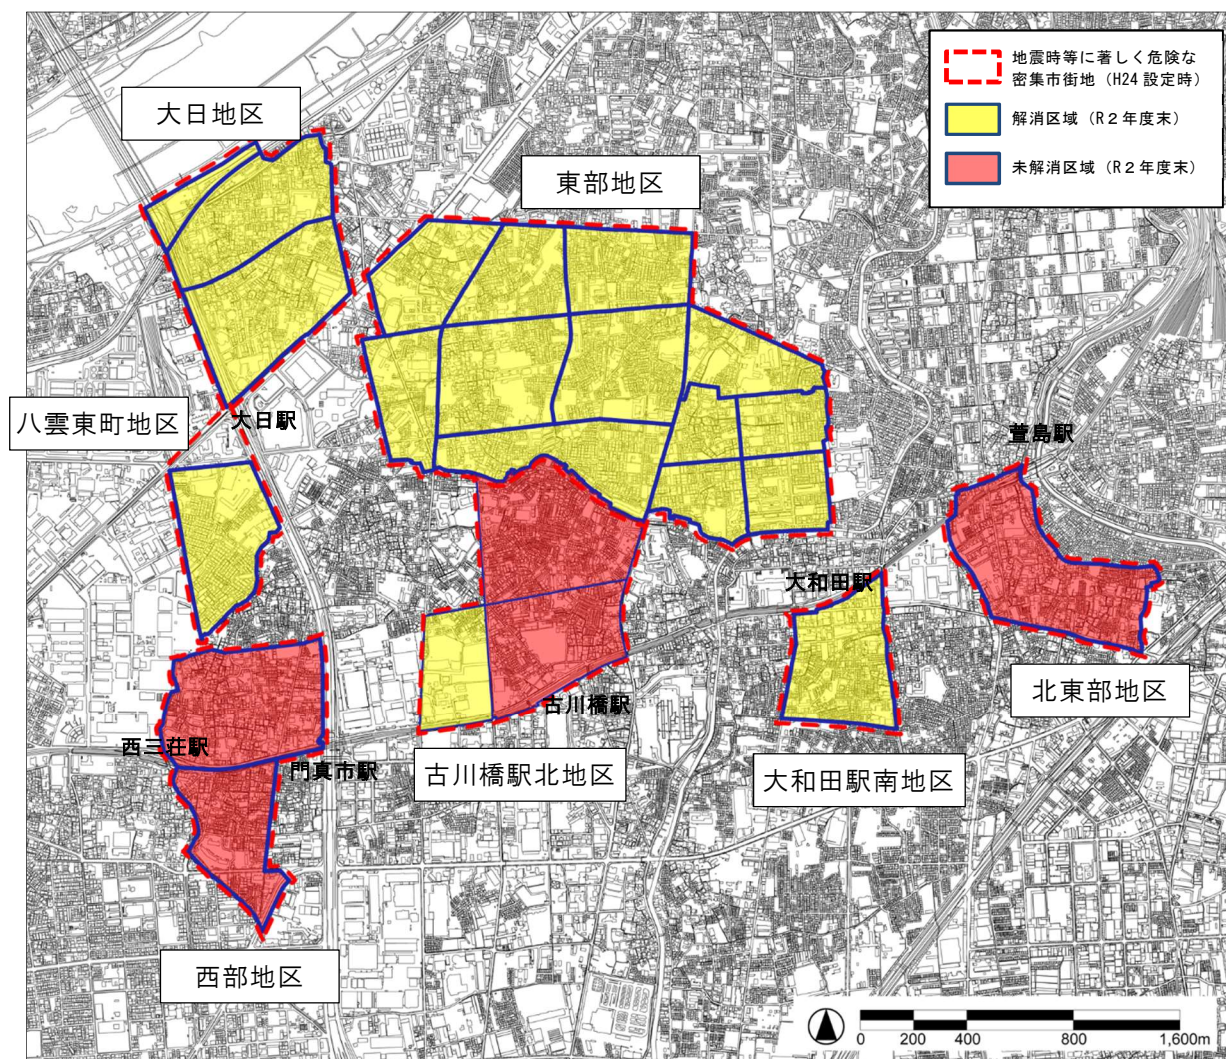 地震時等に著しく危険な
密集市街地（H24 設定時）
解消区域（R２年度末）
未解消区域（R２年度末）
大日地区
東部地区
八雲東町地区
大日駅
萱島駅
大和田駅
北東部地区
古川橋駅
西三荘駅
門真市駅
古川橋駅北地区
大和田駅南地区
西部地区
0 200 400 800 1,600m